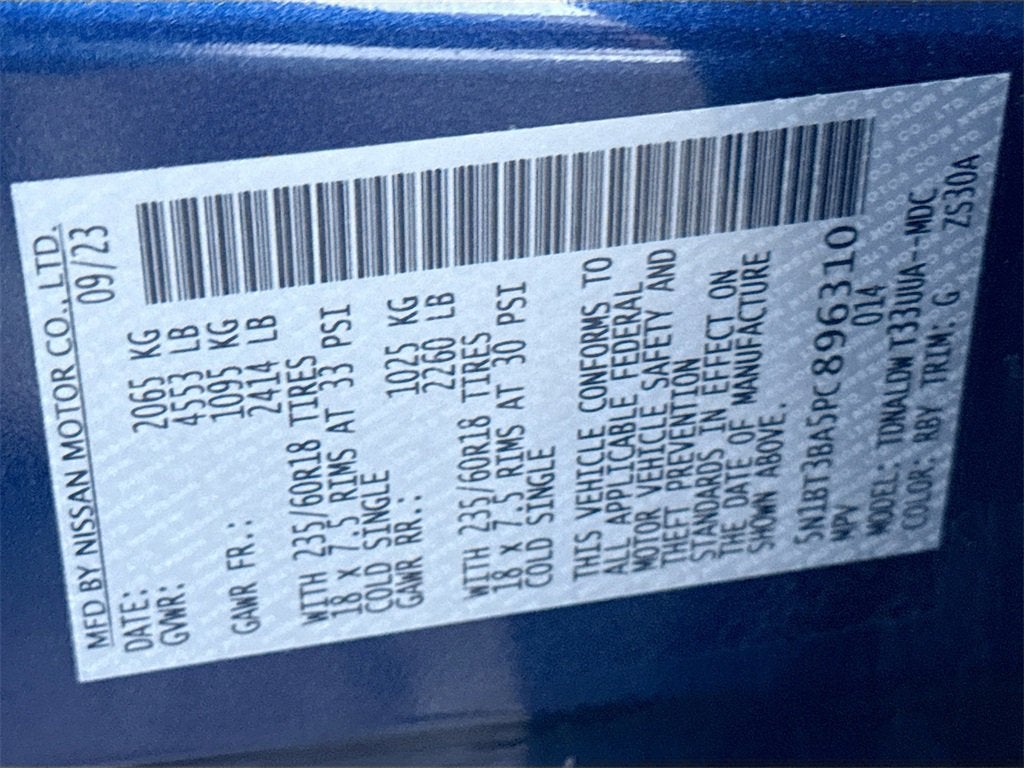 MFD BY NISSAN MOTOR CO., LTD.
DATE: 09/23
GVWR: 2065 KG
4553 LB
GAWR FR.: 1095 KG
2414 LB
WITH 235/60R18 TIRES
18 X 7.5 RIMS AT 33 PSI
COLD SINGLE
GAWR RR.: 1025 KG
2260 LB
WITH 235/60R18 TIRES
18 X 7.5 RIMS AT 30 PSI
COLD SINGLE
THIS VEHICLE CONFORMS TO
ALL APPLICABLE FEDERAL
MOTOR VEHICLE SAFETY AND
THEFT PREVENTION
STANDARDS IN EFFECT ON
THE DATE OF MANUFACTURE
SHOWN ABOVE.
5N1BT3BA5PC896310
MPV 014
MODEL: TDNALDW T33UUA--MDC
COLOR: RBY TRIM: G ZS30A